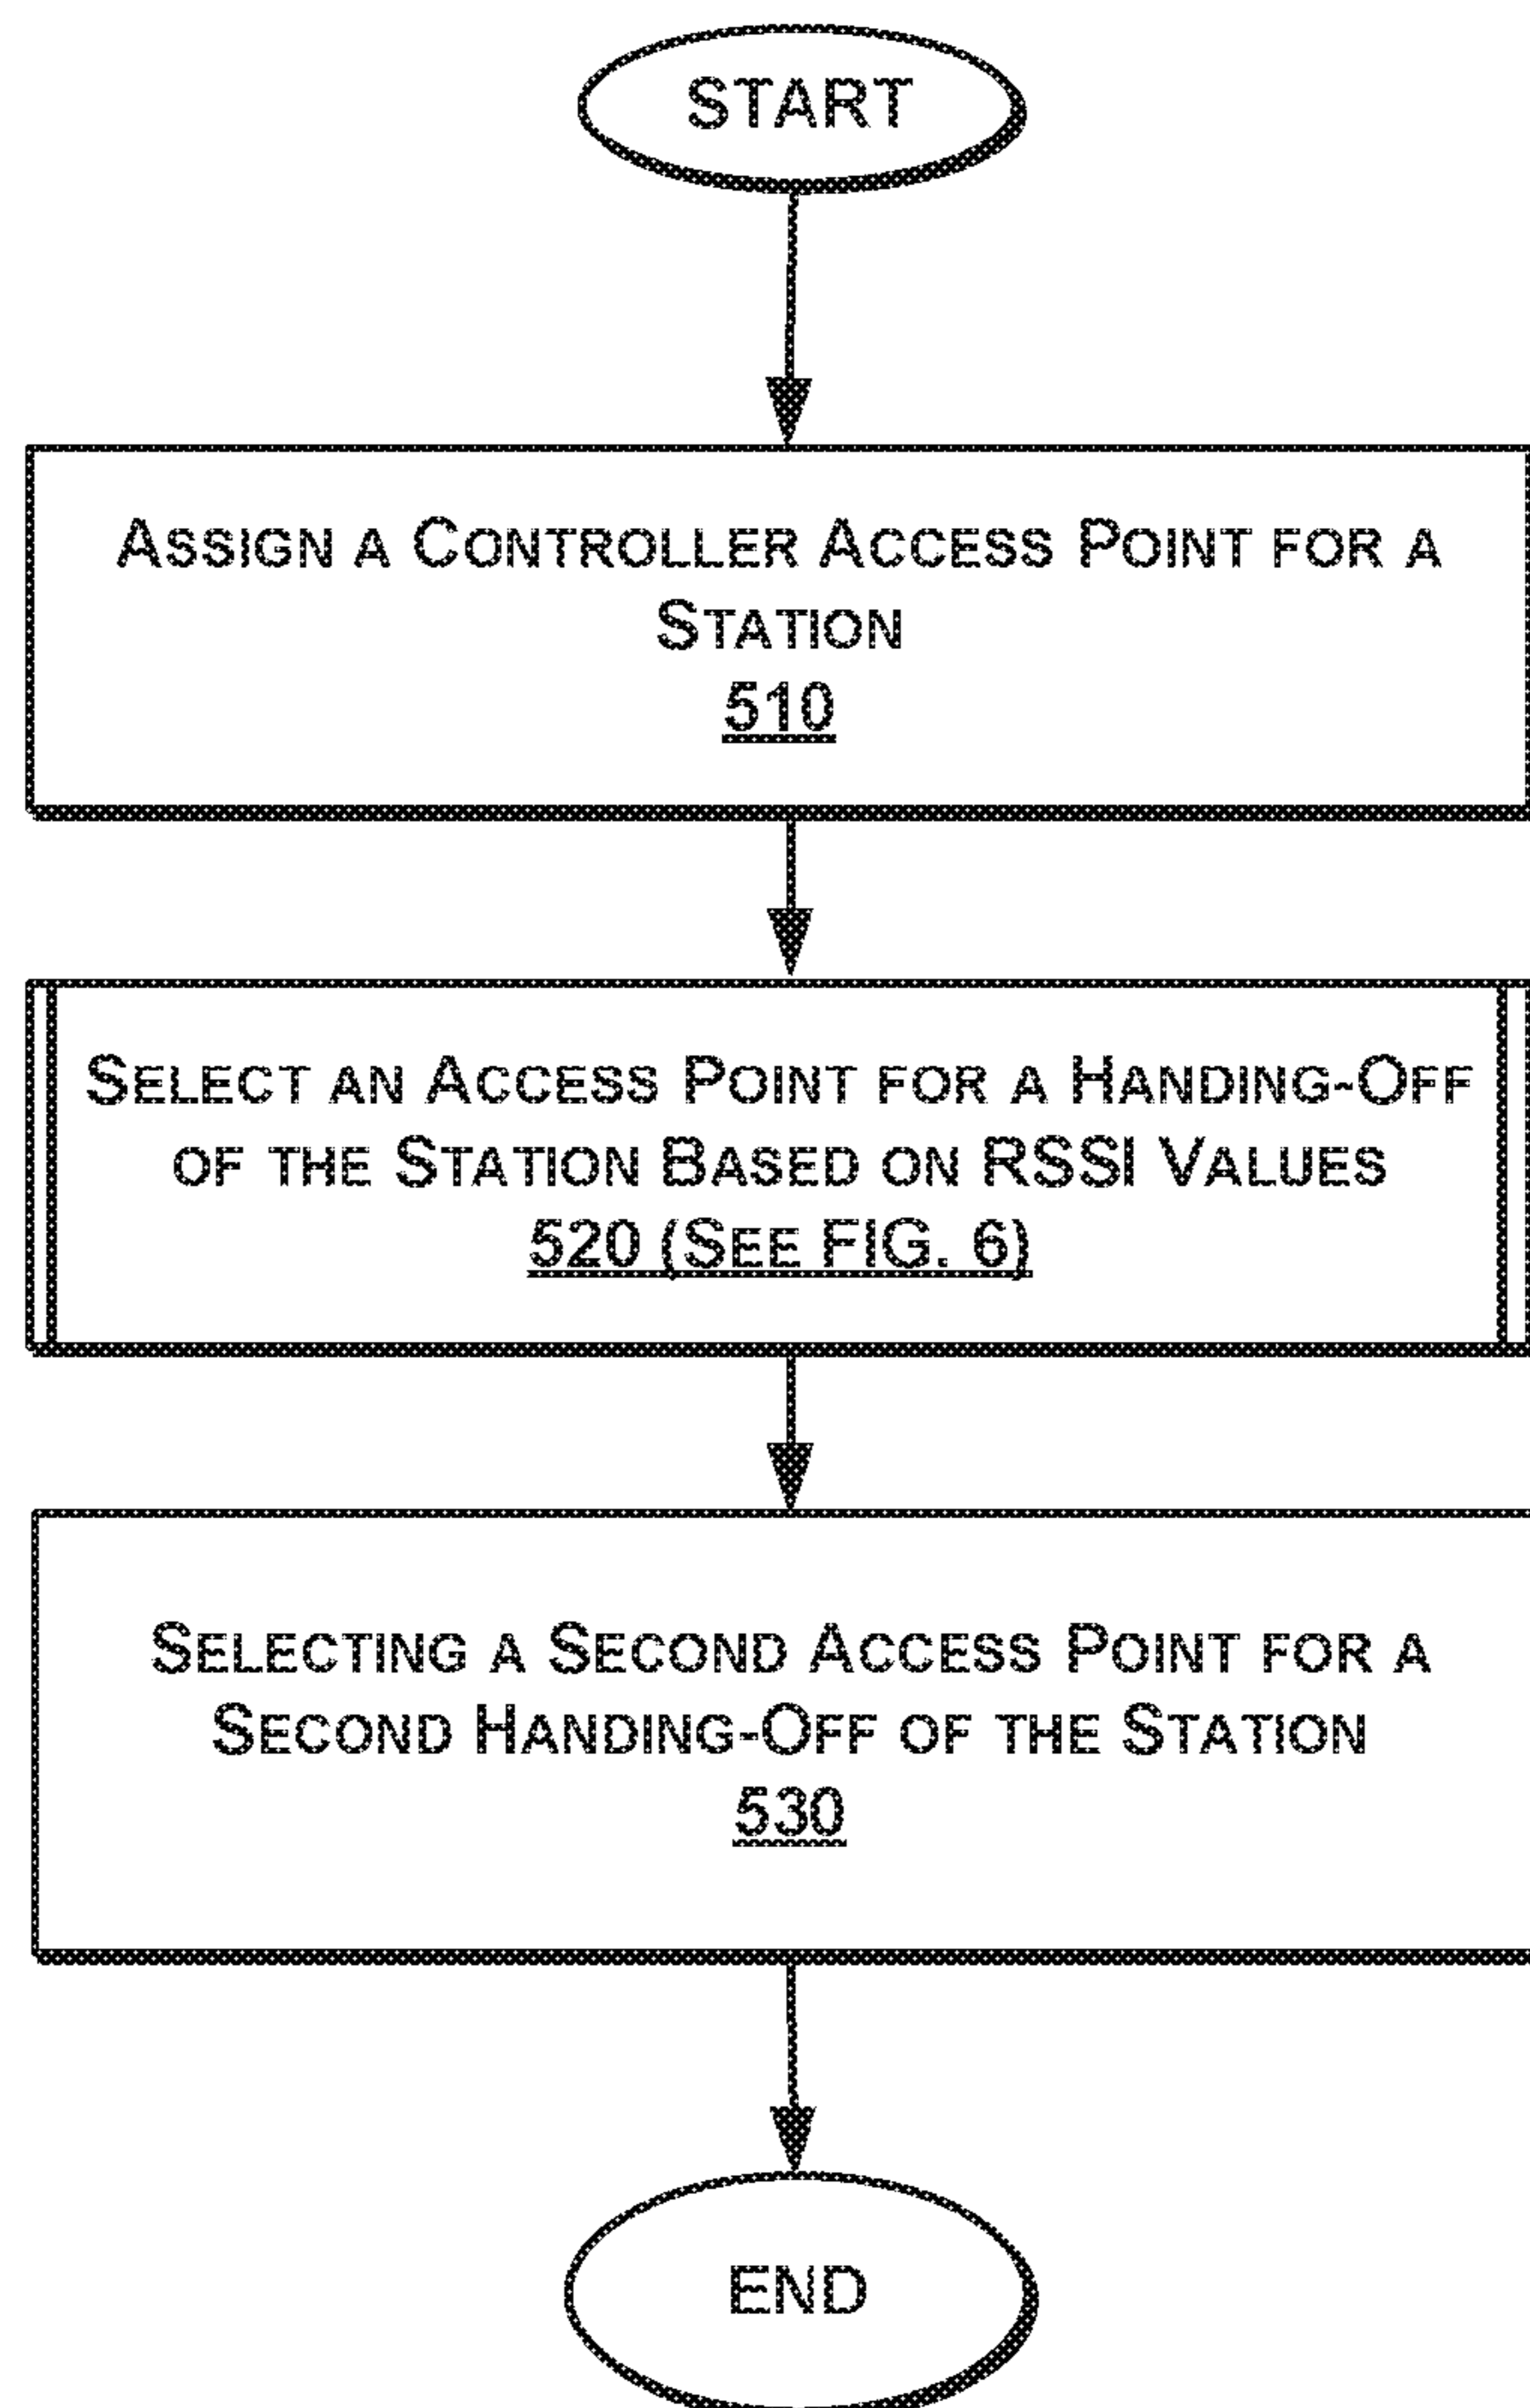 START
ASSIGN A CONTROLLER ACCESS POINT FOR A
STATION
510
SELECT AN ACCESS POINT FOR A HANDING-OFF
OF THE STATION BASED ON RSSI VALUES
520 (SEE FIG. 6)
SELECTING A SECOND ACCESS POINT FOR A
SECOND HANDING-OFF OF THE STATION
530
END